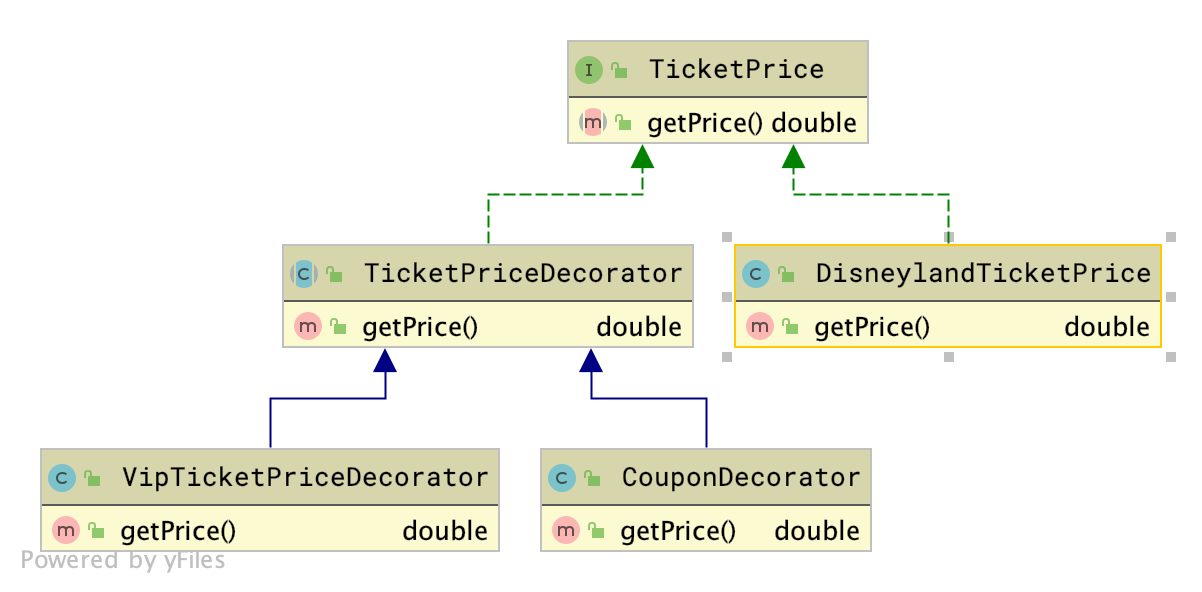 I TicketPrice
m getPrice() double
C TicketPriceDecorator
m getPrice() double
C DisneylandTicketPrice
m getPrice() double
C VipTicketPriceDecorator
m getPrice() double
C CouponDecorator
m getPrice() double
Powered by yFiles